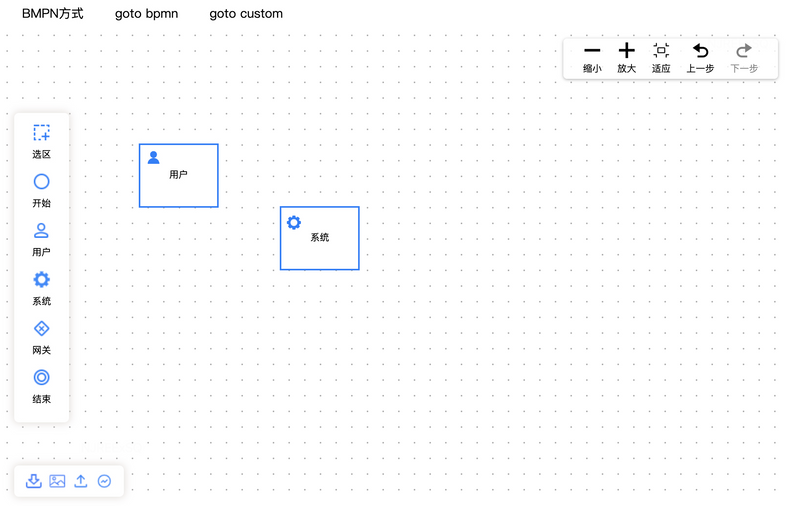 BMPN方式 goto bpmn goto custom
缩小 放大 适应 上一步 下一步
选区
开始
用户
系统
网关
结束
用户
系统